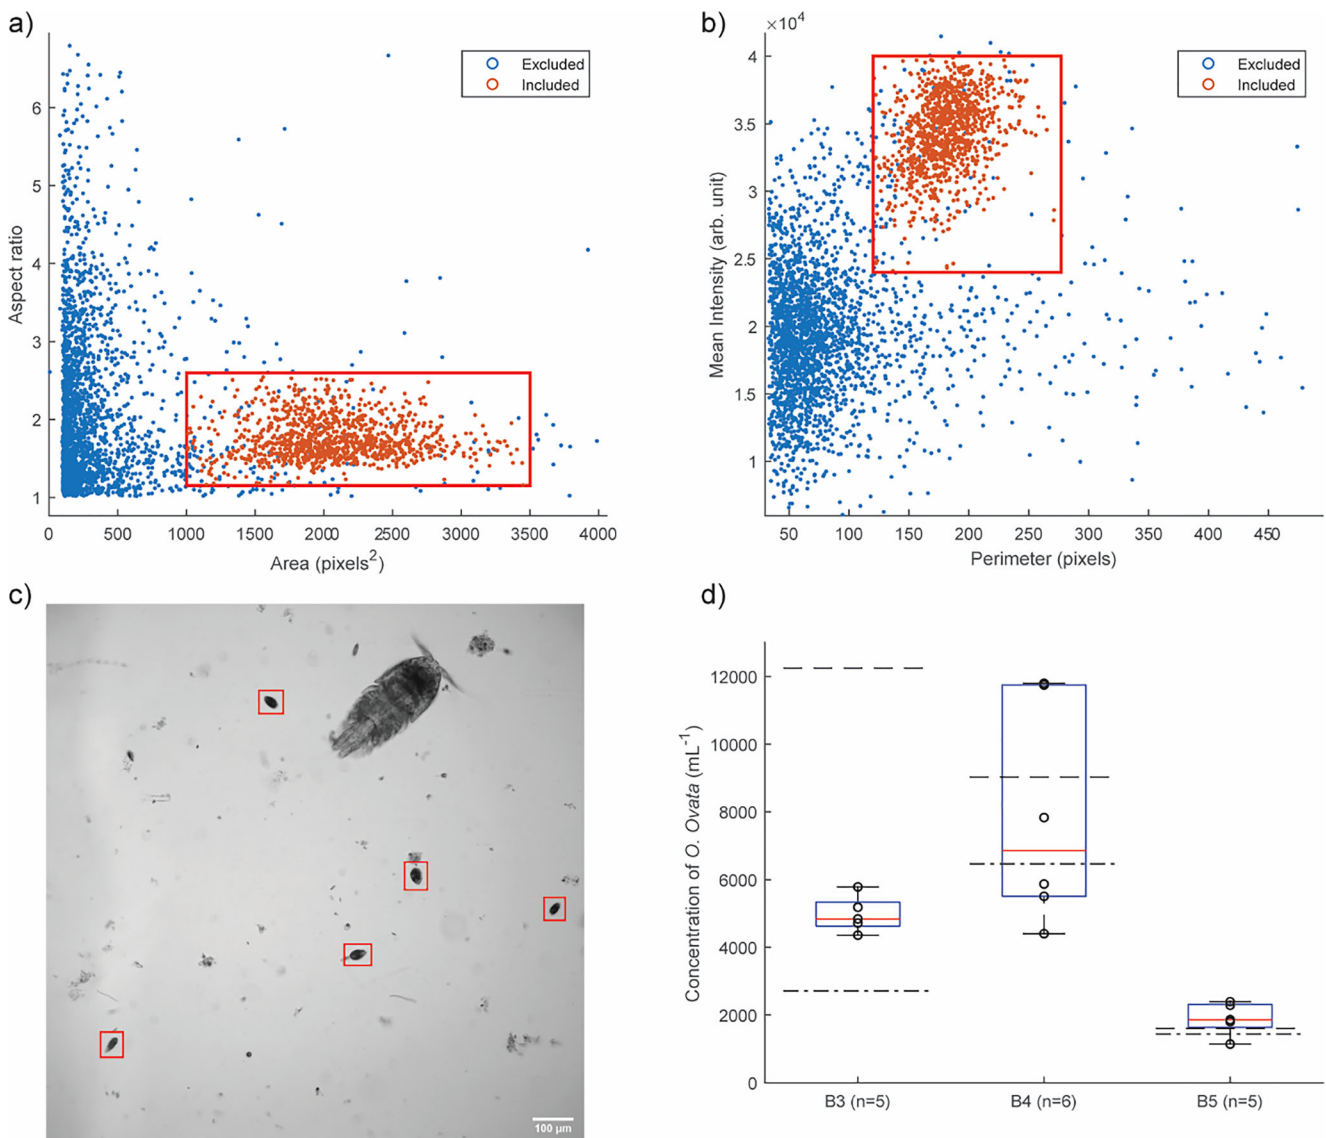 a)
Excluded
Included
Aspect ratio
6
5
4
3
2
1
0
500
1000
1500
2000
2500
3000
3500
4000
Area (pixels²)
b)
×10⁴
Excluded
Included
Mean Intensity (arb. unit)
4
3.5
3
2.5
2
1.5
1
50
100
150
200
250
300
350
400
450
Perimeter (pixels)
c)
100 µm
d)
Concentration of O. Ovata (mL⁻¹)
12000
10000
8000
6000
4000
2000
0
B3 (n=5)
B4 (n=6)
B5 (n=5)